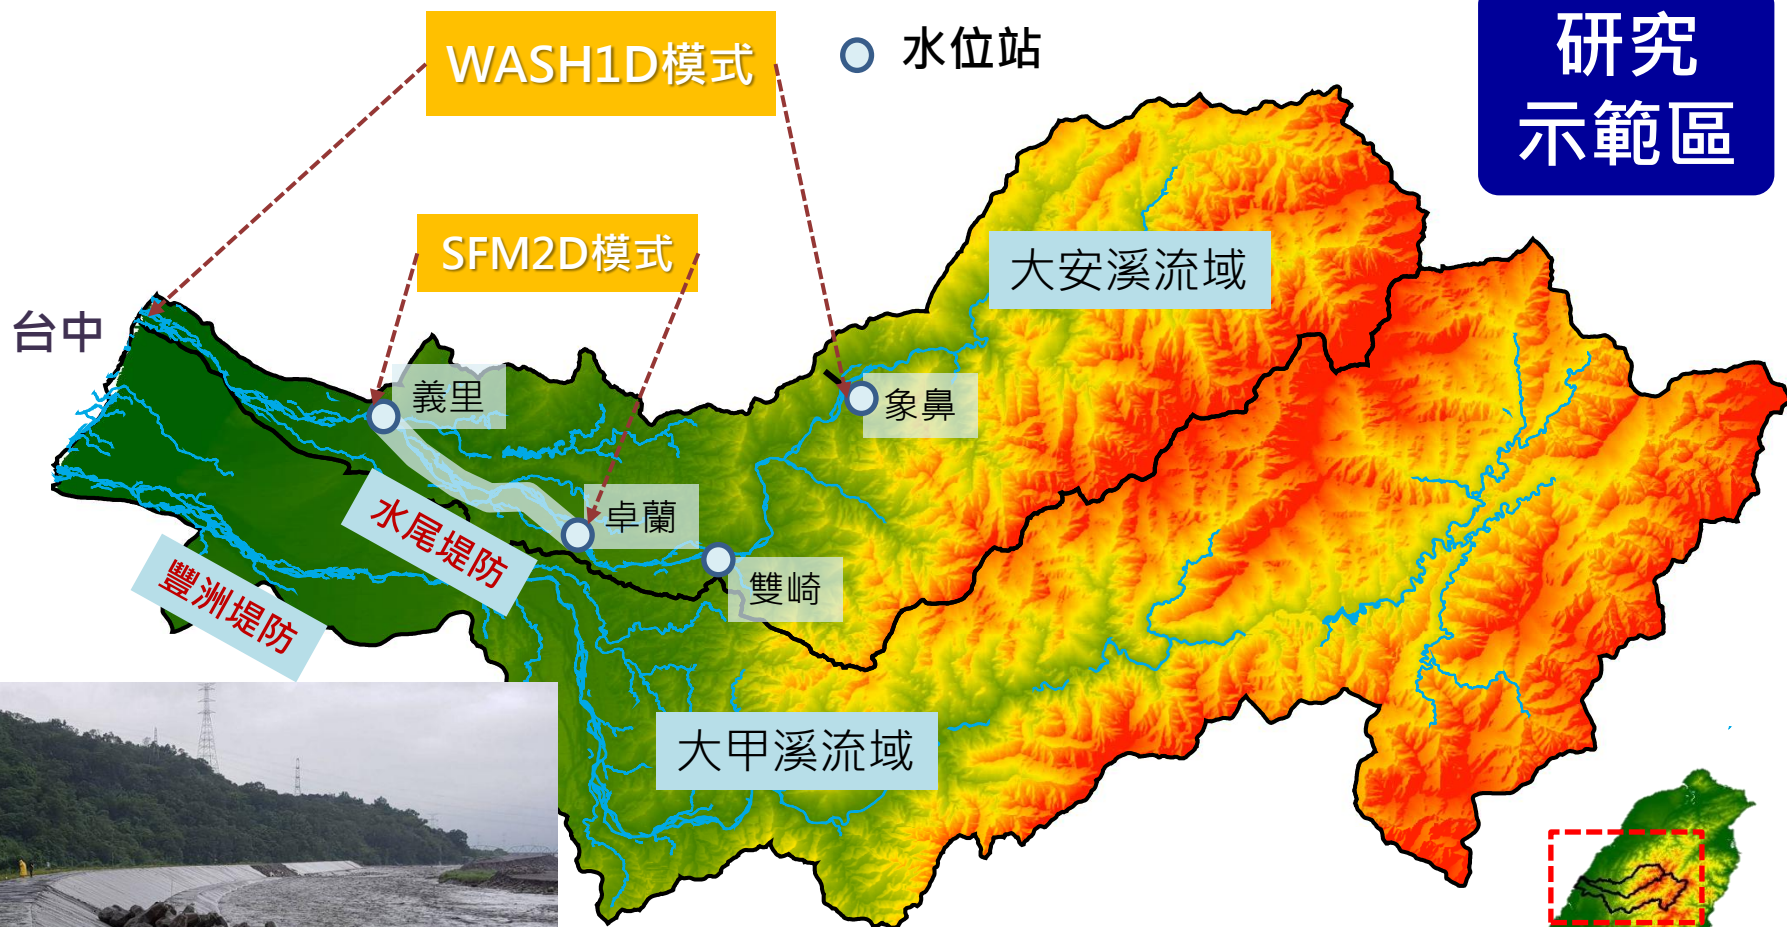 WASH1D模式
水位站
研究
示範區
SFM2D模式
大安溪流域
台中
義里
象鼻
卓蘭
水尾堤防
雙崎
豐洲堤防
大甲溪流域